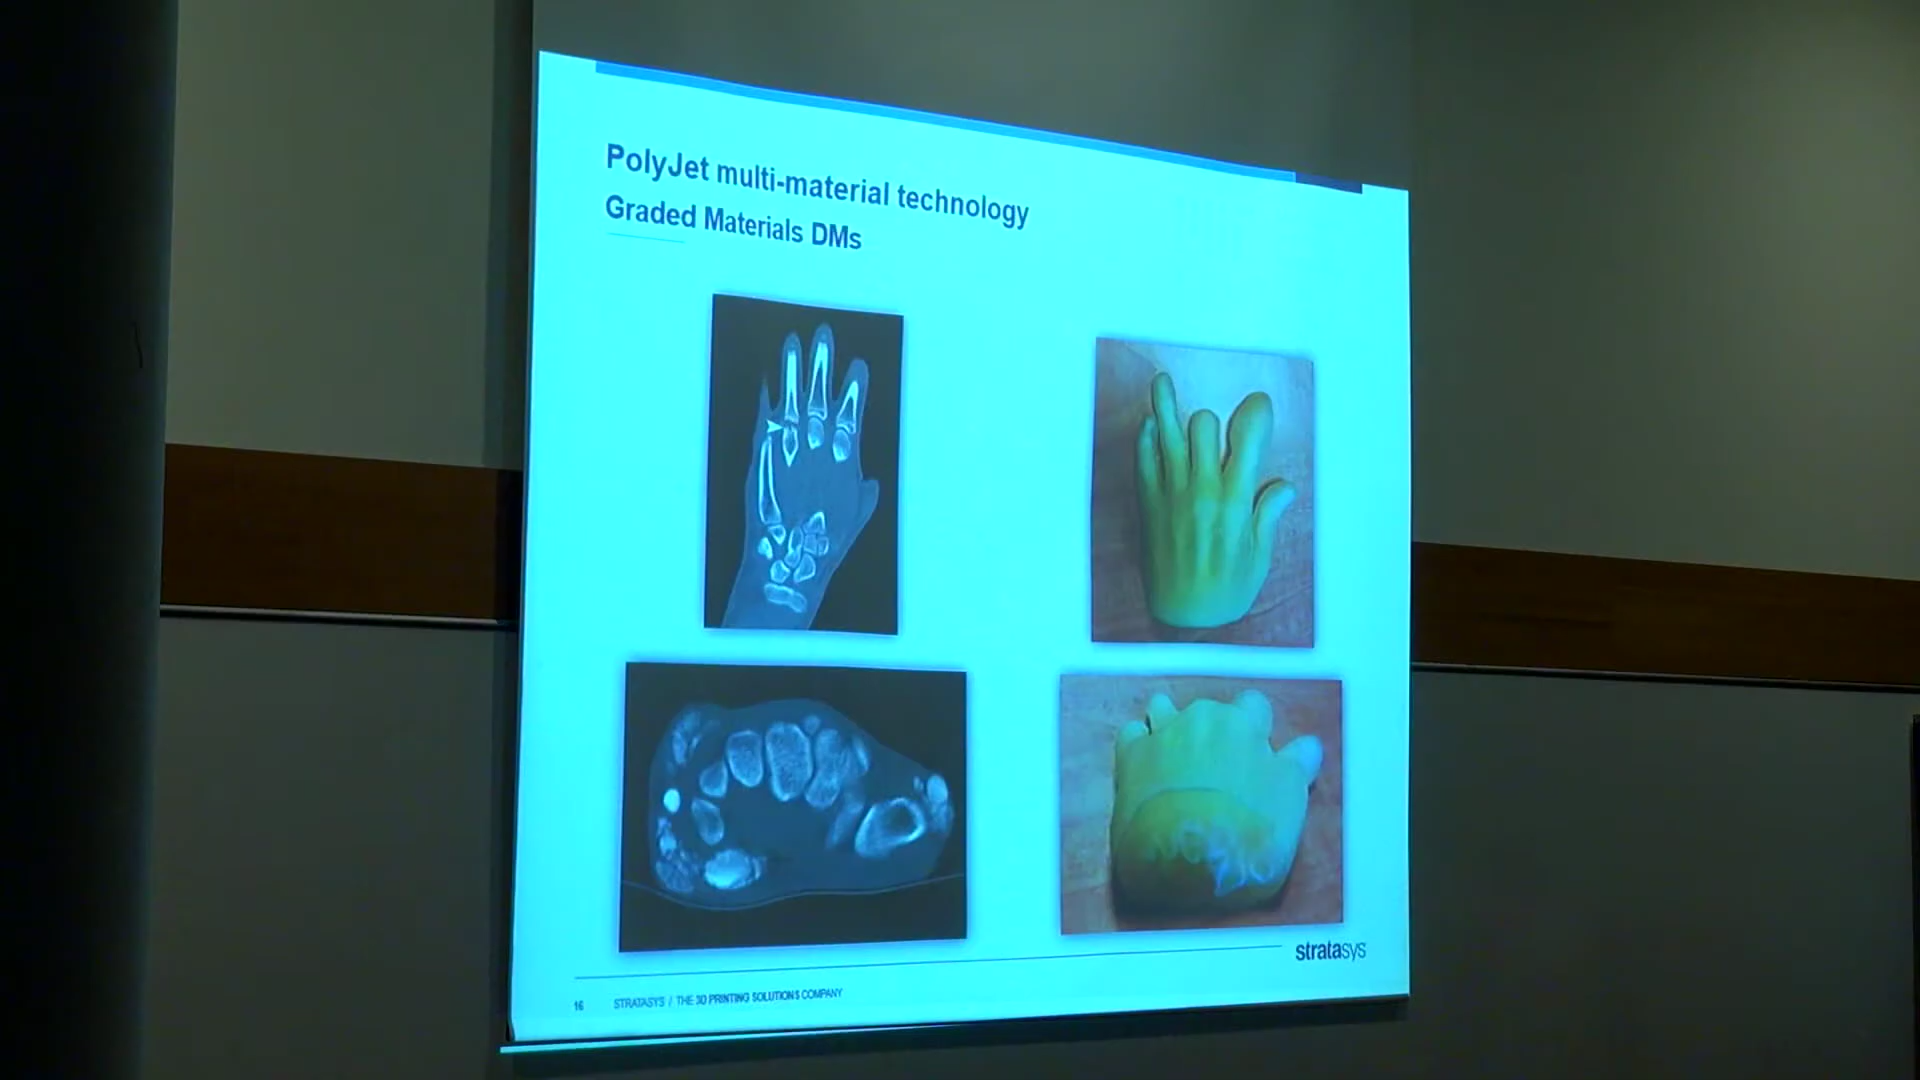 PolyJet multi-material technology
Graded Materials DMs
stratasys
16 STRATASYS / THE 3D PRINTING SOLUTIONS COMPANY